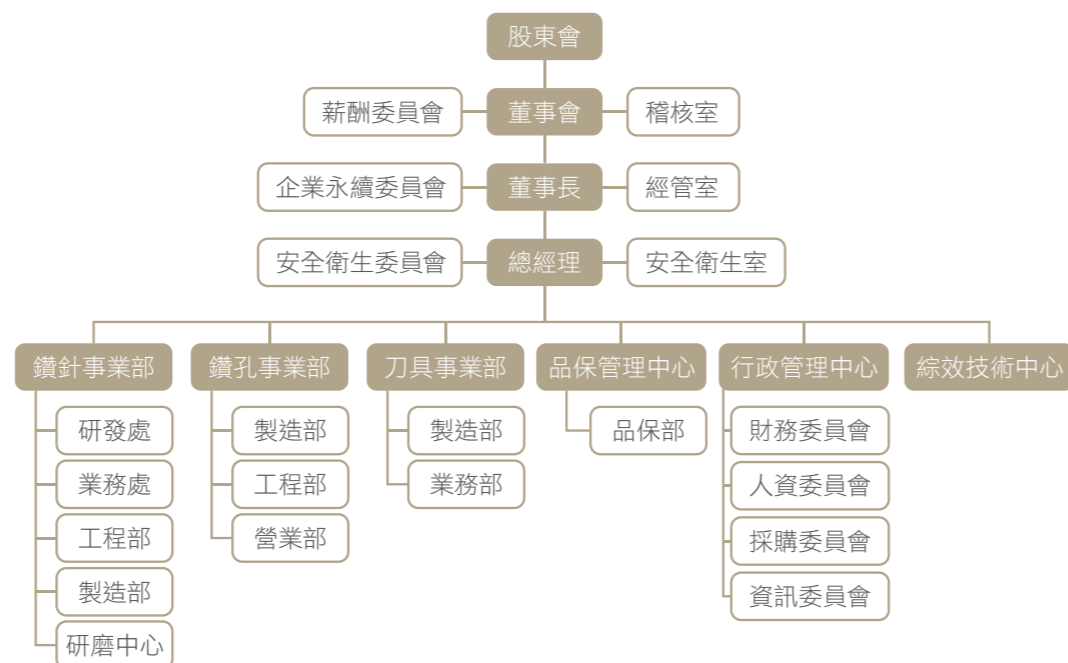 股東會
薪酬委員會
董事會
稽核室
企業永續委員會
董事長
經管室
安全衛生委員會
總經理
安全衛生室
鑽針事業部
研發處
業務處
工程部
製造部
研磨中心
鑽孔事業部
製造部
工程部
營業部
刀具事業部
製造部
業務部
品保管理中心
品保部
行政管理中心
財務委員會
人資委員會
採購委員會
資訊委員會
綜效技術中心